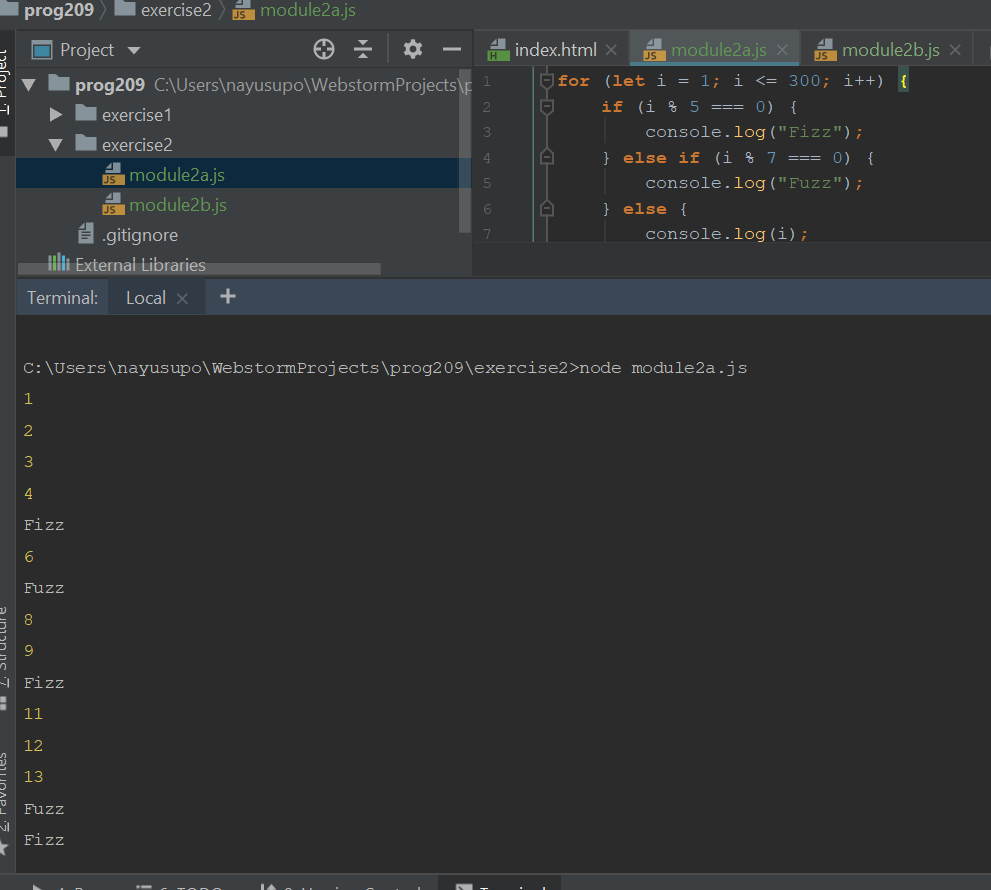 prog209 exercise2 module2a.js
1: Project
Project
index.html module2a.js module2b.js
prog209 C:\Users\nayusupo\WebstormProjects\p
exercise1
exercise2
module2a.js
module2b.js
.gitignore
External Libraries
1 for (let i = 1; i <= 300; i++) {
2 if (i % 5 === 0) {
3 console.log("Fizz");
4 } else if (i % 7 === 0) {
5 console.log("Fuzz");
6 } else {
7 console.log(i);
Terminal: Local
C:\Users\nayusupo\WebstormProjects\prog209\exercise2>node module2a.js
1
2
3
4
Fizz
6
Fuzz
8
9
Fizz
11
12
13
Fuzz
Fizz
Z: Structure
2: Favorites